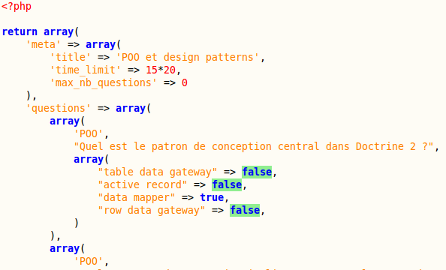 <?php
return array(
    'meta' => array(
        'title' => 'POO et design patterns',
        'time_limit' => 15*20,
        'max_nb_questions' => 0
    ),
    'questions' => array(
        array(
            'POO',
            "Quel est le patron de conception central dans Doctrine 2 ?",
            array(
                "table data gateway" => false,
                "active record" => false,
                "data mapper" => true,
                "row data gateway" => false,
            )
        ),
        array(
            'POO',